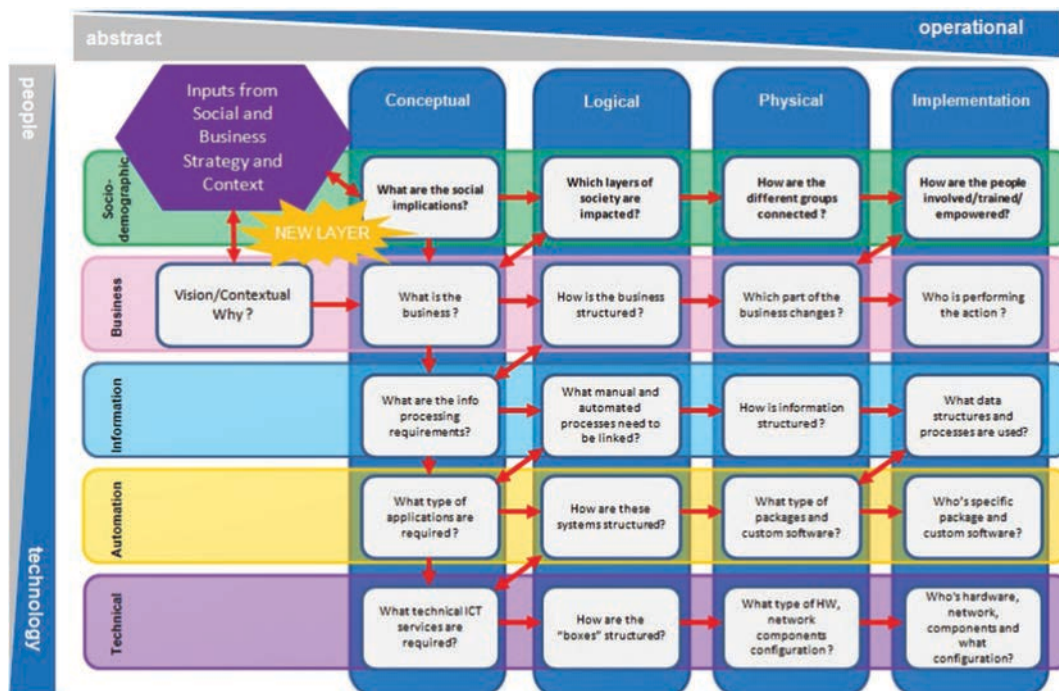 abstract
operational
people
technology
Inputs from
Social and
Business
Strategy and
Context
NEW LAYER
Conceptual
Logical
Physical
Implementation
Socio-
demographic
What are the social
implications?
Which layers of
society are
impacted?
How are the
different groups
connected ?
How are the people
involved/trained/
empowered?
Business
Vision/Contextual
Why ?
What is the
business ?
How is the business
structured ?
Which part of the
business changes ?
Who is performing
the action ?
Information
What are the info
processing
requirements?
What manual and
automated
processes need to
be linked?
How is information
structured ?
What data
structures and
processes are used?
Automation
What type of
applications are
required ?
How are these
systems structured?
What type of
packages and
custom software?
Who's specific
package and
custom software?
Technical
What technical ICT
services are
required?
How are the
"boxes" structured?
What type of HW,
network
components
configuration ?
Who's hardware,
network,
components and
what
configuration?